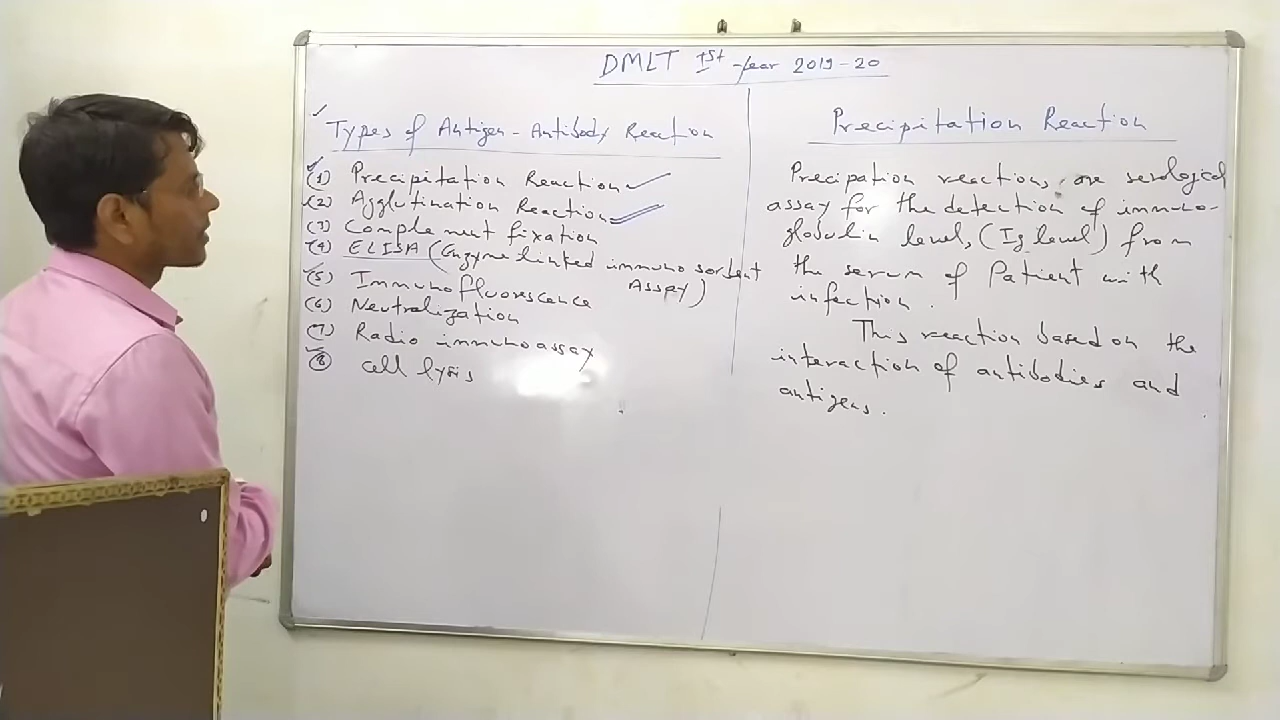 DMLT Ist year 2019-20
Types of Antigen-Antibody Reaction
(1) Precipitation Reaction
(2) Agglutination Reaction
(3) Complement fixation
(4) ELISA (Enzyme linked immuno sorbent
Assay)
(5) Immunofluorescence
(6) Neutralization
(7) Radio immunoassay
(8) Cell lysis
Precipitation Reaction
Precipation reactions, are serological
assay for the detection of immuno-
globulin level, (Ig level) from
the serum of Patient with
infection.
This reaction based on the
interaction of antibodies and
antigens.